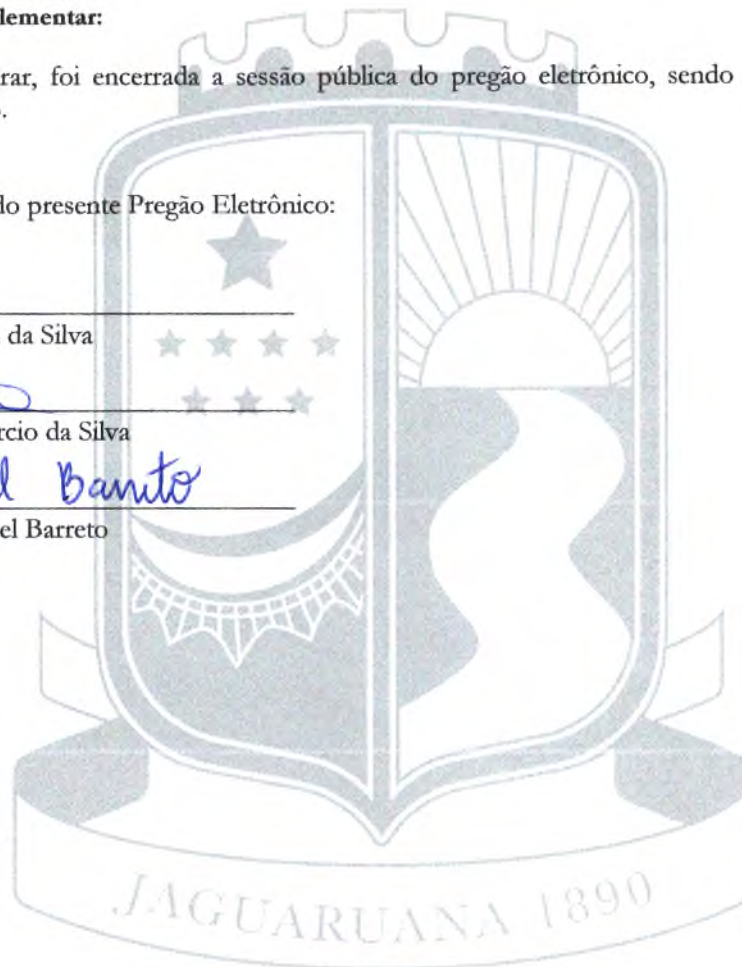 lementar:
rar, foi encerrada a sessão pública do pregão eletrônico, sendo
.
do presente Pregão Eletrônico:
da Silva
rcio da Silva
l Barreto
el Barreto
JAGUARUANA 1890